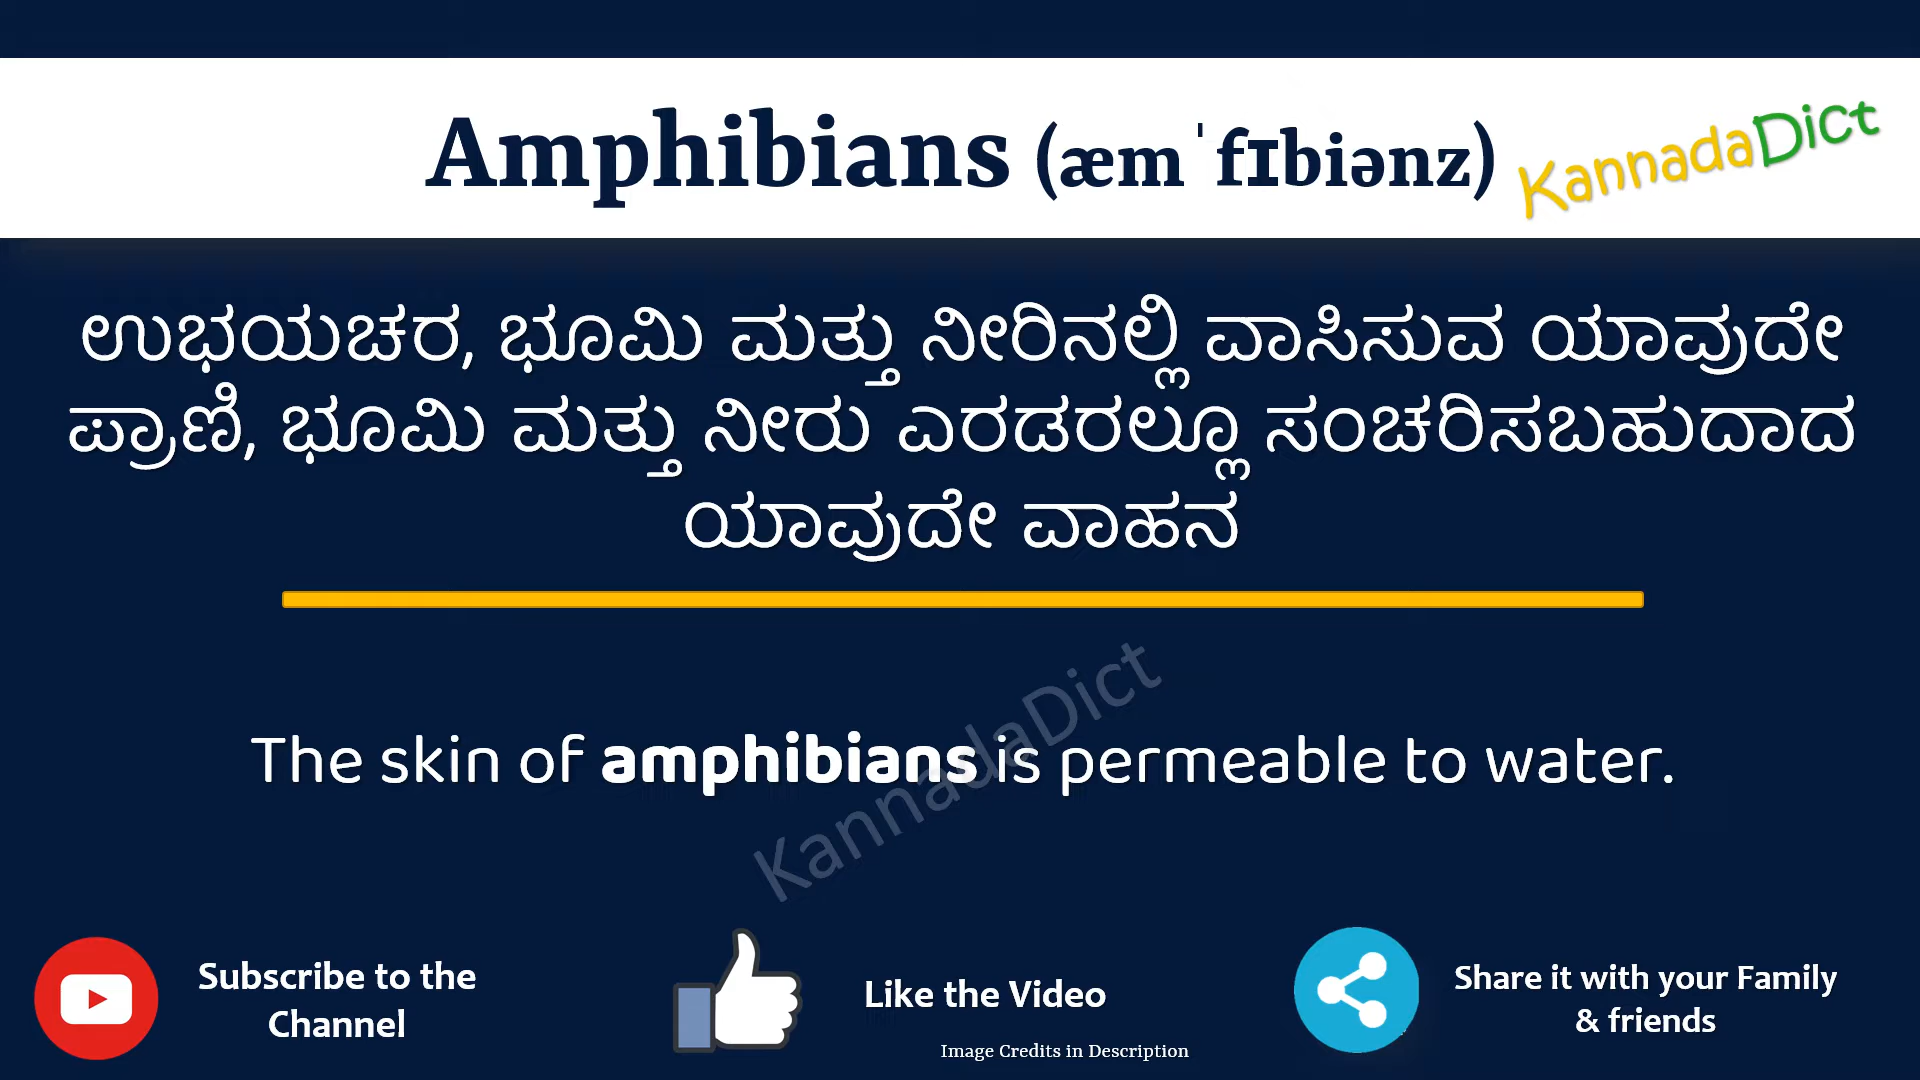 Amphibians (æmˈfɪbiənz)
KannadaDict
ಉಭಯಚರ, ಭೂಮಿ ಮತ್ತು ನೀರಿನಲ್ಲಿ ವಾಸಿಸುವ ಯಾವುದೇ
ಪ್ರಾಣಿ, ಭೂಮಿ ಮತ್ತು ನೀರು ಎರಡರಲ್ಲೂ ಸಂಚರಿಸಬಹುದಾದ
ಯಾವುದೇ ವಾಹನ
The skin of amphibians is permeable to water.
KannadaDict
Subscribe to the
Channel
Like the Video
Share it with your Family
& friends
Image Credits in Description